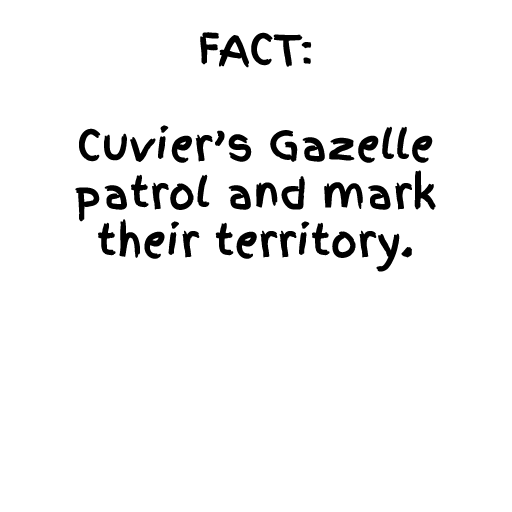 FACT:
Cuvier's Gazelle
patrol and mark
their territory.